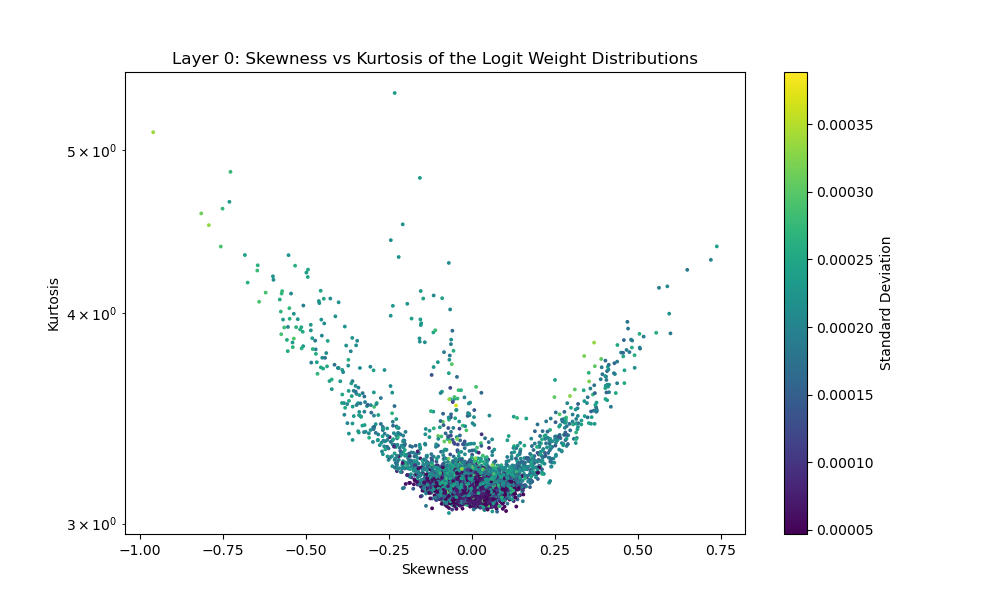 Layer 0: Skewness vs Kurtosis of the Logit Weight Distributions
5 × 10⁰
4 × 10⁰
3 × 10⁰
Kurtosis
−1.00 −0.75 −0.50 −0.25 0.00 0.25 0.50 0.75
Skewness
0.00035
0.00030
0.00025
0.00020
0.00015
0.00010
0.00005
Standard Deviation